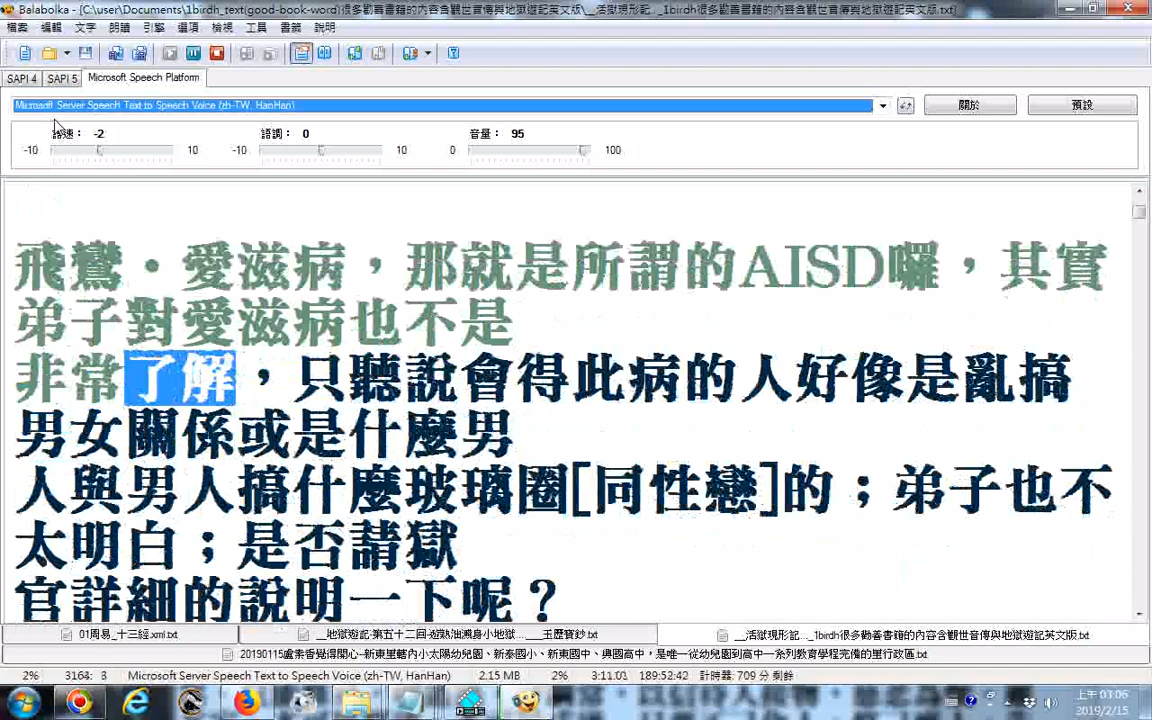 Balabolka - [C:\user\Documents\1birdh_text(good-book-word)很多勸善書籍的內容含觀世音傳與地獄遊記英文版\__活獄現形記..._1birdh很多勸善書籍的內容含觀世音傳與地獄遊記英文版.txt]
檔案 編輯 文字 朗讀 引擎 選項 檢視 工具 書籤 說明
SAPI 4 SAPI 5 Microsoft Speech Platform
Microsoft Server Speech Text to Speech Voice (zh-TW, HanHan) 關於 預設
語速： -2 語調： 0 音量： 95
-10 10 -10 10 0 100
飛鸞・愛滋病，那就是所謂的AISD囉，其實
弟子對愛滋病也不是
非常了解，只聽說會得此病的人好像是亂搞
男女關係或是什麼男
人與男人搞什麼玻璃圈[同性戀]的；弟子也不
太明白；是否請獄
官詳細的說明一下呢？
01周易_十三經.xml.txt __地獄遊記-第五十二回-遊熱油濺身小地獄...___玉歷寶鈔.txt __活獄現形記..._1birdh很多勸善書籍的內容含觀世音傳與地獄遊記英文版.txt
20190115盧素香覺得開心-新東里轄內小太陽幼兒園、新泰國小、新東國中、興國高中，是唯一從幼兒園到高中一系列教育學程完備的里行政區.txt
2% 3164: 3 Microsoft Server Speech Text to Speech Voice (zh-TW, HanHan) 2.15 MB 2% 3:11:01 189:52:42 計時器: 709 分 剩餘
上午 03:06
2019/2/15